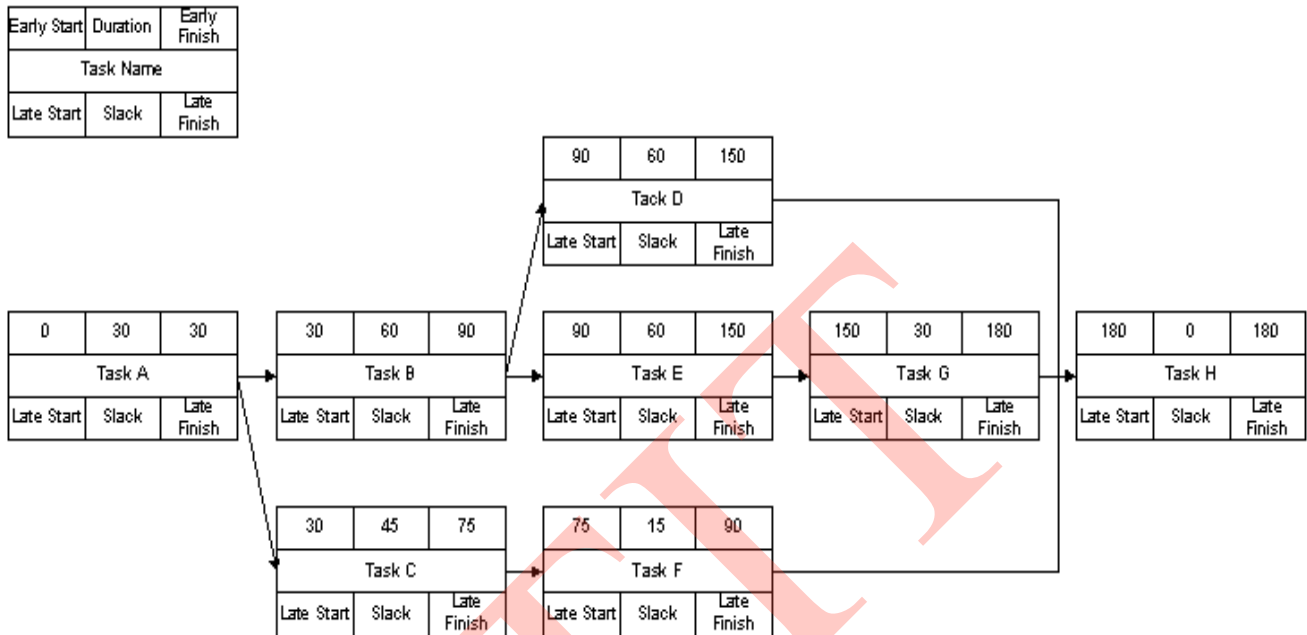 Early Start Duration Early Finish
Task Name
Late Start Slack Late Finish
90 60 150
Tack D
Late Start Slack Late Finish
0 30 30
Task A
Late Start Slack Late Finish
30 60 90
Task B
Late Start Slack Late Finish
90 60 150
Task E
Late Start Slack Late Finish
150 30 180
Task G
Late Start Slack Late Finish
180 0 180
Task H
Late Start Slack Late Finish
30 45 75
Task C
Late Start Slack Late Finish
75 15 90
Task F
Late Start Slack Late Finish
TIT